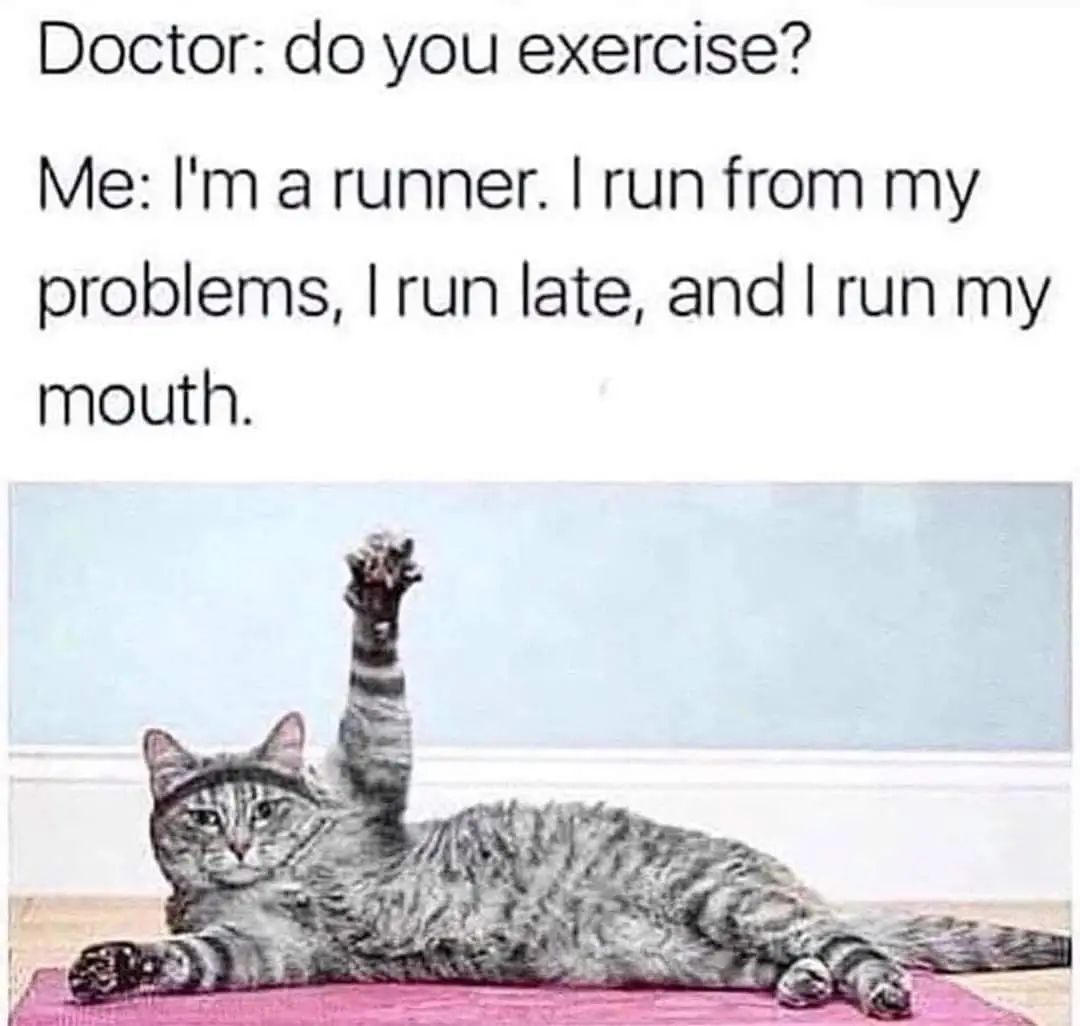 Doctor: do you exercise?
Me: I'm a runner. I run from my
problems, I run late, and I run my
mouth.